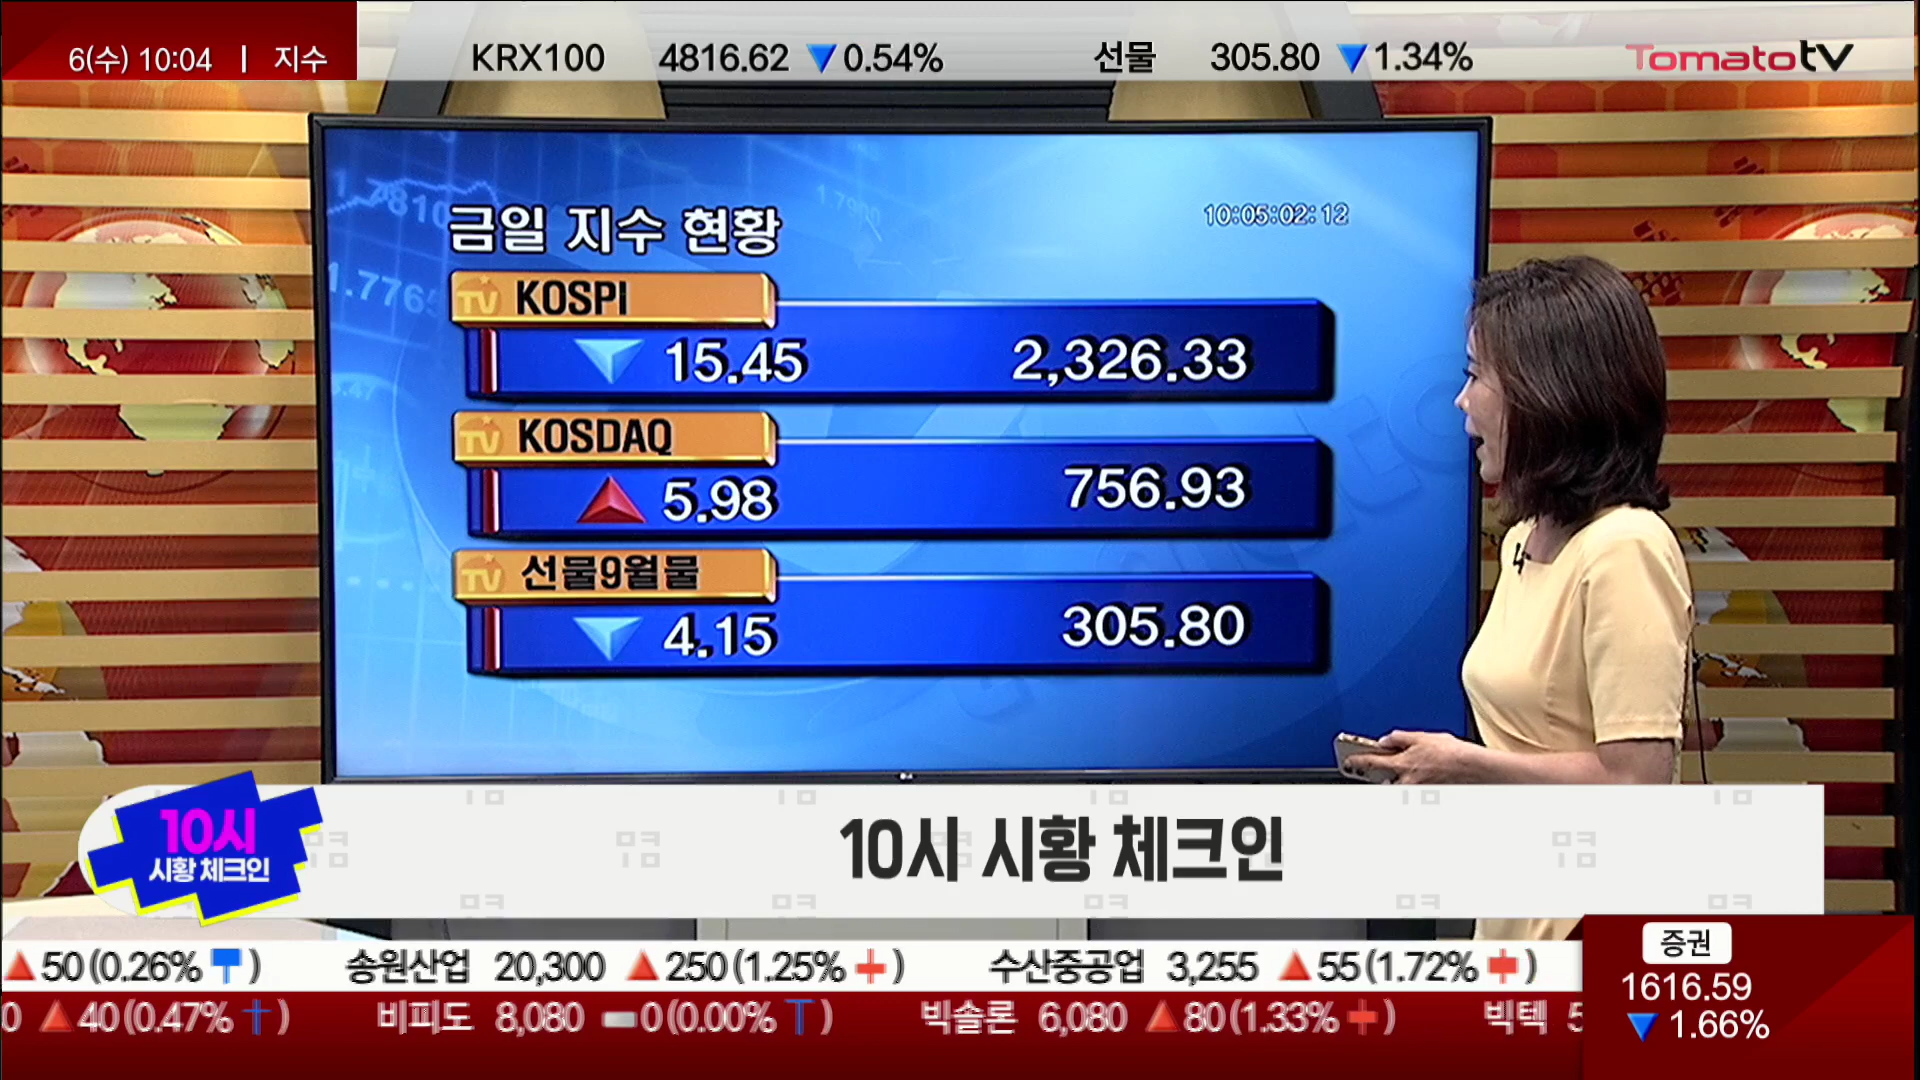 6(수) 10:04 | 지수
KRX100 4816.62 ▼0.54% 선물 305.80 ▼1.34%
Tomatotv
금일 지수 현황
10:05:02:12
TV KOSPI
▼ 15.45 2,326.33
TV KOSDAQ
▲ 5.98 756.93
TV 선물9월물
▼ 4.15 305.80
10시
시황 체크인
10시 시황 체크인
▲50(0.26%) 송원산업 20,300 ▲250(1.25%) 수산중공업 3,255 ▲55(1.72%)
0 ▲40(0.47%) 비피도 8,080 0(0.00%) 빅솔론 6,080 ▲80(1.33%) 빅텍 5
증권
1616.59
▼ 1.66%